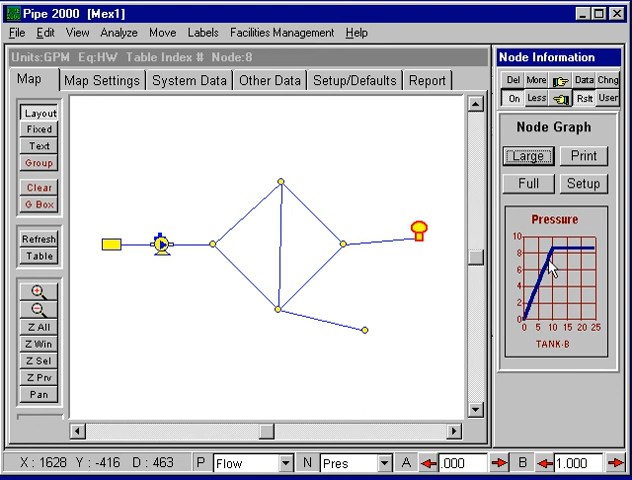 Pipe 2000 [Mex1]
File Edit View Analyze Move Labels Facilities Management Help
Units:GPM Eq:HW Table Index # Node:8
Map Map Settings System Data Other Data Setup/Defaults Report
Layout
Fixed
Text
Group
Clear
G Box
Refresh
Table
Z All
Z Win
Z Sel
Z Prv
Pan
Node Information
Del More Data Chng
On Less Rslt User
Node Graph
Large Print
Full Setup
Pressure
10
8
6
4
2
0
0 5 10 15 20 25
TANK-B
X : 1628 Y : -416 D : 463 P Flow N Pres A .000 B 1.000